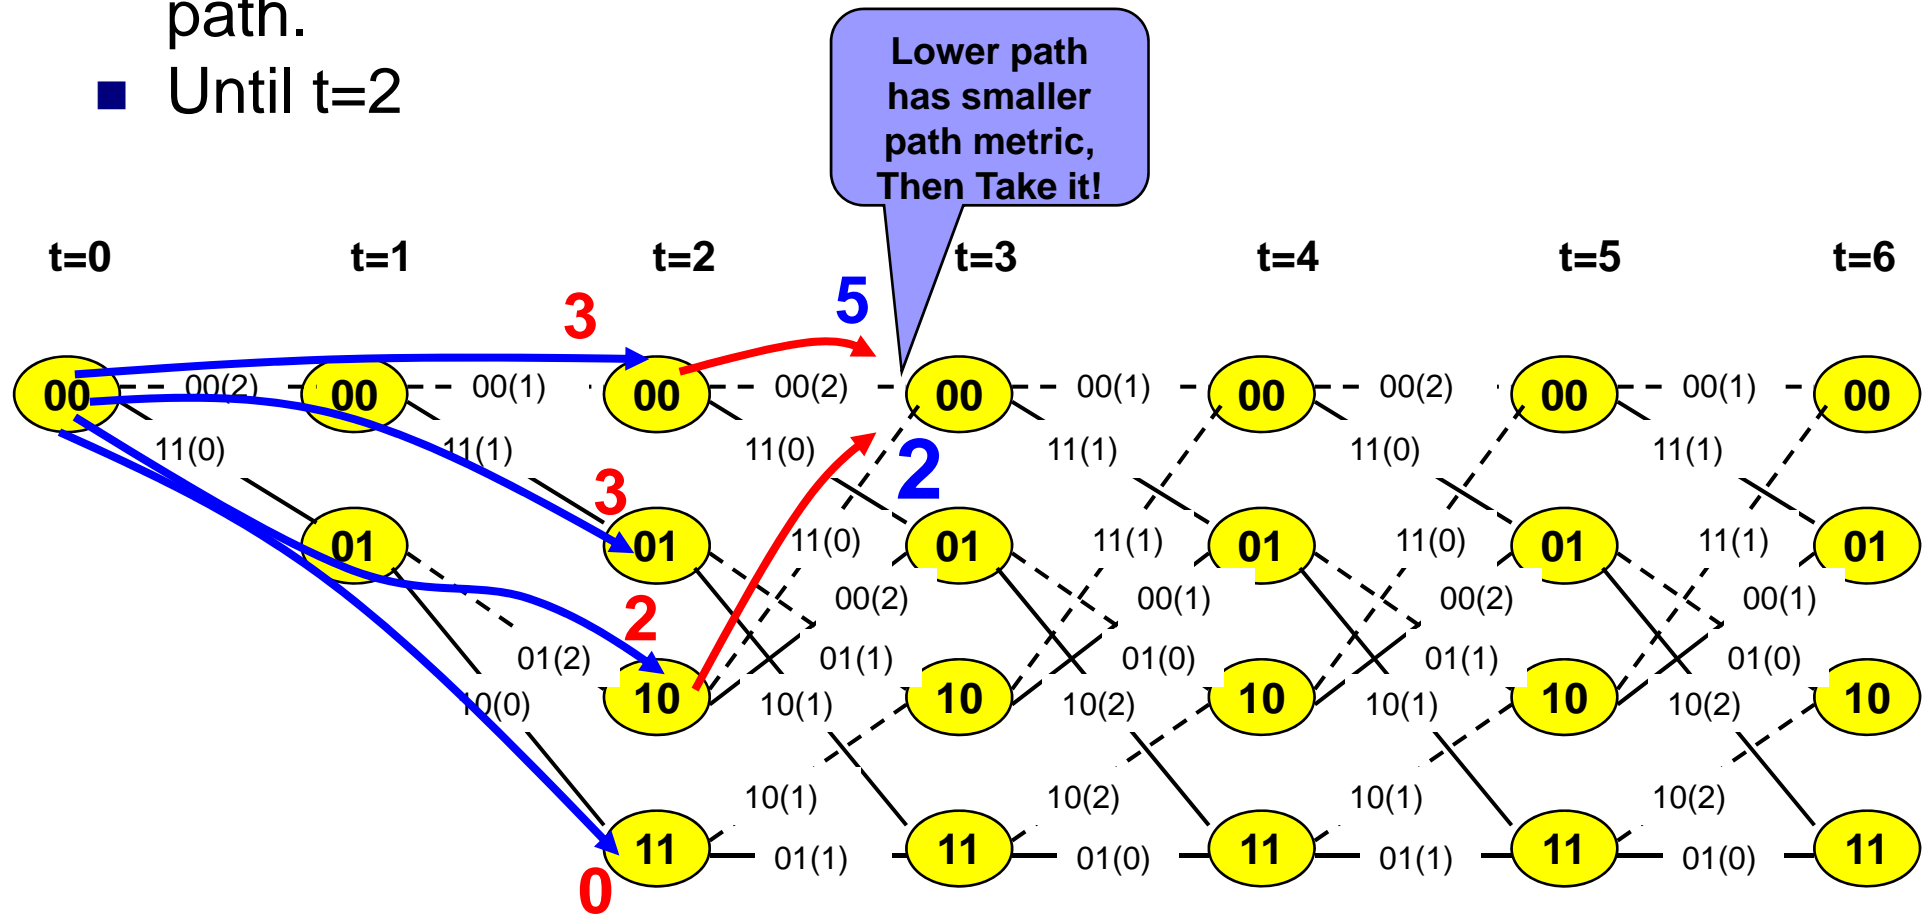 path.
Until t=2
Lower path
has smaller
path metric,
Then Take it!
t=0 t=1 t=2 t=3 t=4 t=5 t=6
3 5
00 00(2) 00 00(1) 00 00(2) 00 00(1) 00 00(2) 00 00(1) 00
11(0) 11(1) 11(0) 2 11(1) 11(0) 11(1)
3
01 01 11(0) 01 11(1) 01 11(0) 01 11(1) 01
2 00(2) 00(1) 00(2) 00(1)
01(2) 01(1) 01(0) 01(1) 01(0)
10(0) 10 10(1) 10 10(2) 10 10(1) 10 10(2) 10
10(1) 10(2) 10(1) 10(2)
11 01(1) 11 01(0) 11 01(1) 11 01(0) 11
0